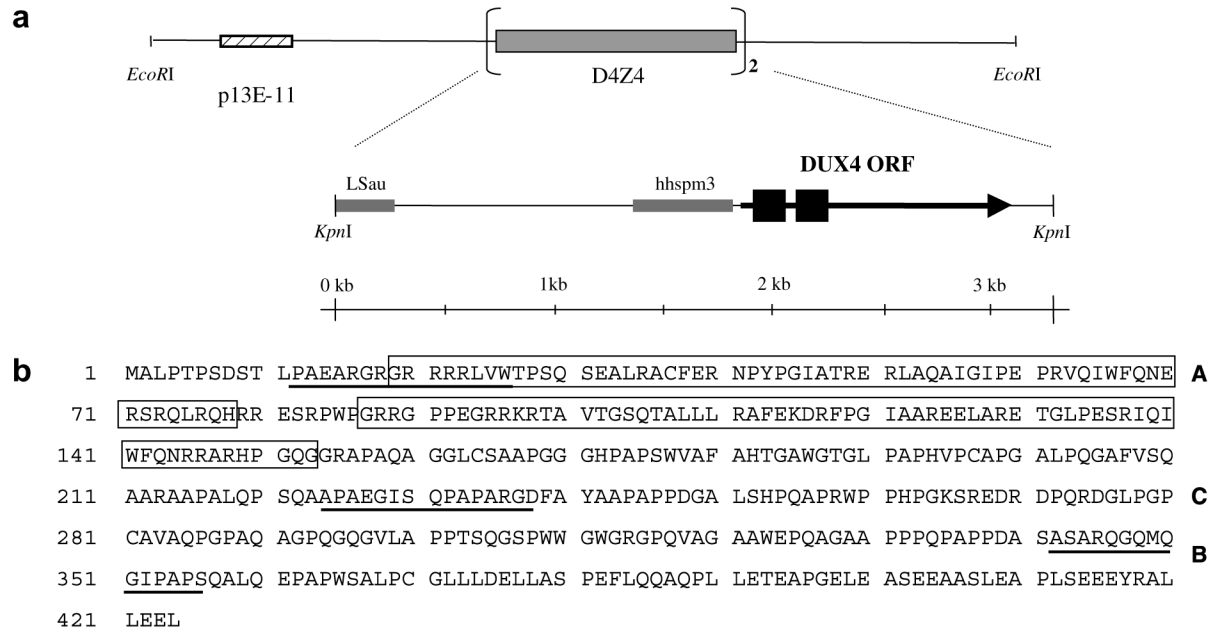 a
EcoRI
p13E-11
D4Z4
2
EcoRI
DUX4 ORF
LSau
hhspm3
KpnI
KpnI
0 kb 1kb 2 kb 3 kb
b
1 MALPTPSDST LPAEARGRGR RRRLVWTPSQ SEALRACFER NPYPGIATRE RLAQAIGIPE PRVQIWFQNE A
71 RSRQLRQHRR ESRPWPGRRG PPEGRRKRTA VTGSQTALLL RAFEKDRFPG IAAREELARE TGLPESRIQI
141 WFQNRRARHP GQGGRAPAQA GGLCSAAPGG GHPAPSWVAF AHTGAWGTGL PAPHVPCAPG ALPQGAFVSQ
211 AARAAPALQP SQAAPAEGIS QPAPARGDFA YAAPAPPDGA LSHPQAPRWP PHPGKSREDR DPQRDGLPGP C
281 CAVAQPGPAQ AGPQGQGVLA PPTSQGSPWW GWGRGPQVAG AAWEPQAGAA PPPQPAPPDA SASARQGQMQ B
351 GIPAPSQALQ EPAPWSALPC GLLLDELLAS PEFLQQAQPL LETEAPGELE ASEEAASLEA PLSEEEYRAL
421 LEEL